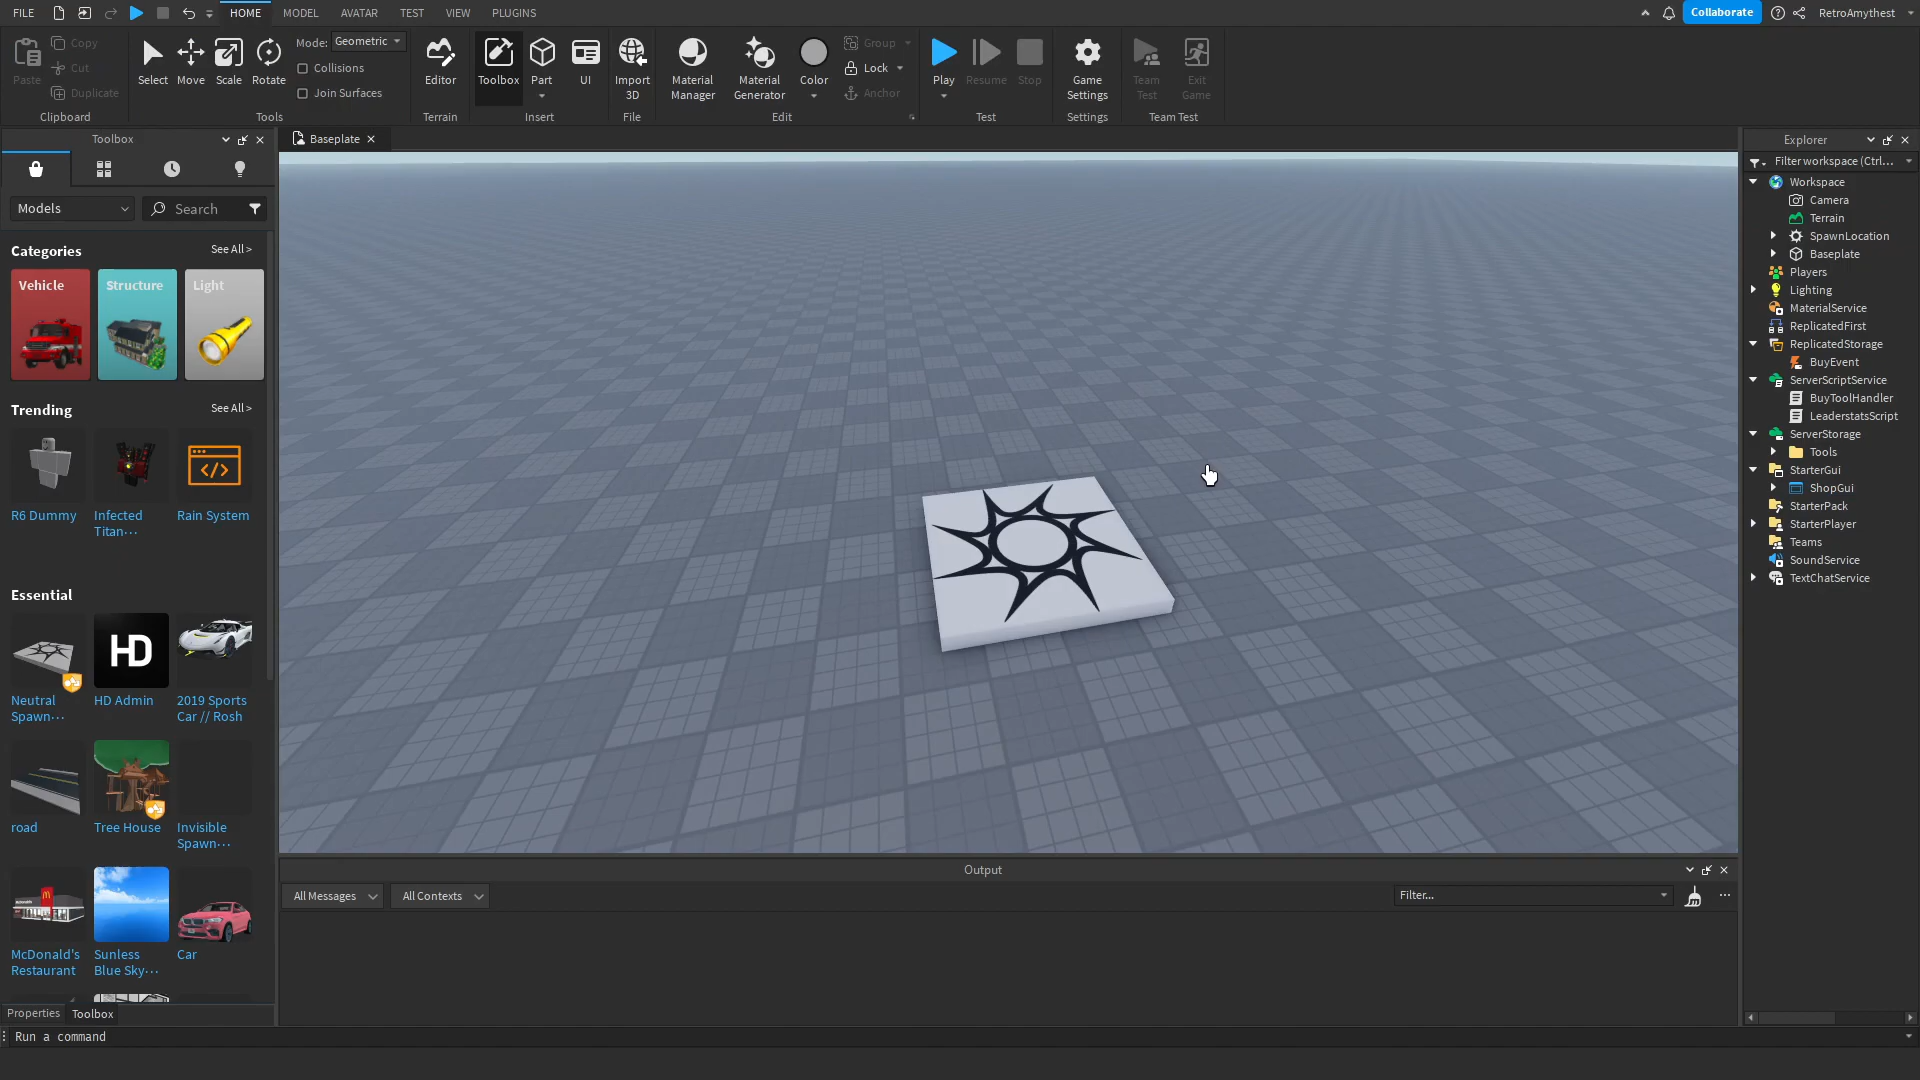 FILE
HOME
MODEL
AVATAR
TEST
VIEW
PLUGINS
Collaborate
RetroAmythest
Paste
Copy
Cut
Duplicate
Clipboard
Select
Move
Scale
Rotate
Mode: Geometric
Collisions
Join Surfaces
Tools
Editor
Terrain
Toolbox
Part
UI
Insert
Import
3D
File
Material
Manager
Material
Generator
Color
Group
Lock
Anchor
Edit
Play
Resume
Stop
Test
Game
Settings
Settings
Team
Test
Exit
Game
Team Test
Toolbox
Models
Search
Categories
See All >
Vehicle
Structure
Light
Trending
See All >
R6 Dummy
Infected
Titan...
Rain System
Essential
Neutral
Spawn...
HD
HD Admin
2019 Sports
Car // Rosh
road
Tree House
Invisible
Spawn...
McDonald's
Restaurant
Sunless
Blue Sky...
Car
Properties
Toolbox
Run a command
Baseplate
Output
All Messages
All Contexts
Filter...
Explorer
Filter workspace (Ctrl...
Workspace
Camera
Terrain
SpawnLocation
Baseplate
Players
Lighting
MaterialService
ReplicatedFirst
ReplicatedStorage
BuyEvent
ServerScriptService
BuyToolHandler
LeaderstatsScript
ServerStorage
Tools
StarterGui
ShopGui
StarterPack
StarterPlayer
Teams
SoundService
TextChatService